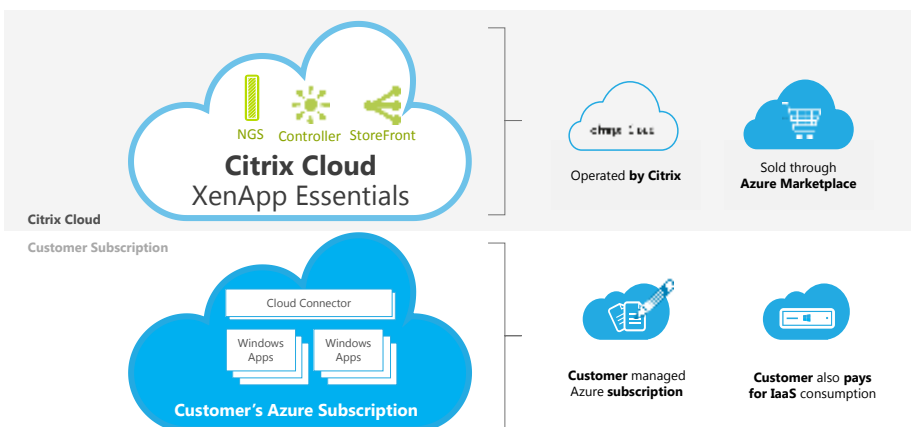 NGS
Controller
StoreFront
Citrix Cloud
XenApp Essentials
Operated by Citrix
Sold through
Azure Marketplace
Citrix Cloud
Customer Subscription
Cloud Connector
Windows
Apps
Windows
Apps
Customer's Azure Subscription
Customer managed
Azure subscription
Customer also pays
for IaaS consumption